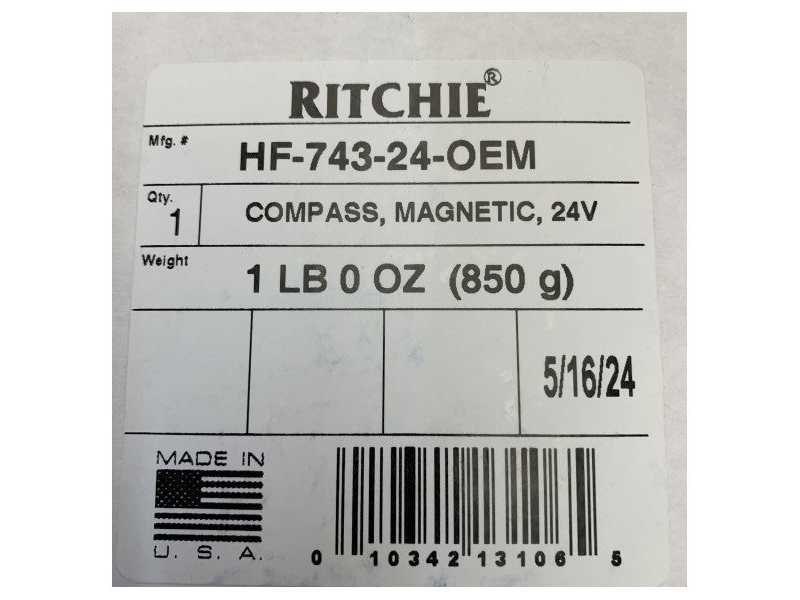 RITCHIE®
Mfg. #
HF-743-24-OEM
Qty.
1
COMPASS, MAGNETIC, 24V
Weight
1 LB 0 OZ (850 g)
5/16/24
MADE IN
U. S. A.
0 10342 13106 5